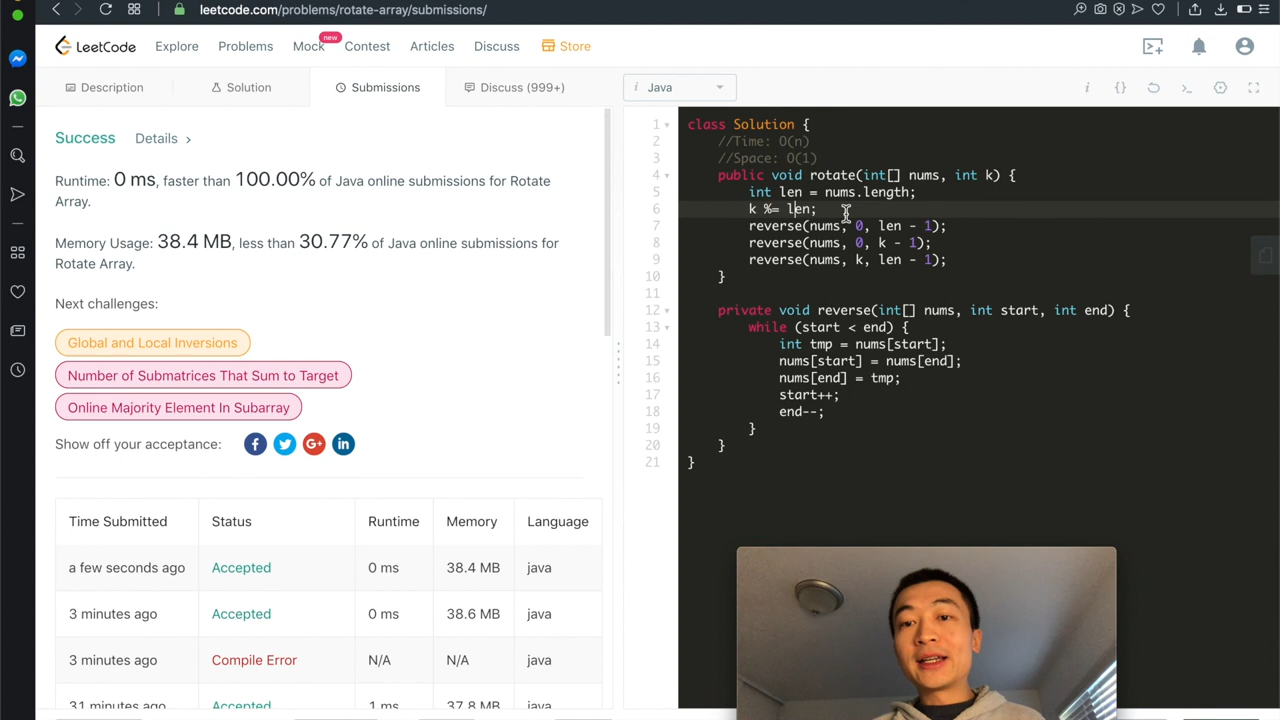 leetcode.com/problems/rotate-array/submissions/
LeetCode
Explore
Problems
Mock
new
Contest
Articles
Discuss
Store
Description
Solution
Submissions
Discuss (999+)
i Java
Success
Details >
Runtime: 0 ms, faster than 100.00% of Java online submissions for Rotate
Array.
Memory Usage: 38.4 MB, less than 30.77% of Java online submissions for
Rotate Array.
Next challenges:
Global and Local Inversions
Number of Submatrices That Sum to Target
Online Majority Element In Subarray
Show off your acceptance:
Time Submitted Status Runtime Memory Language
a few seconds ago Accepted 0 ms 38.4 MB java
3 minutes ago Accepted 0 ms 38.6 MB java
3 minutes ago Compile Error N/A N/A java
31 minutes ago Accepted 1 ms 37.8 MB java
1 class Solution {
2 //Time: O(n)
3 //Space: O(1)
4 public void rotate(int[] nums, int k) {
5 int len = nums.length;
6 k %= len;
7 reverse(nums, 0, len - 1);
8 reverse(nums, 0, k - 1);
9 reverse(nums, k, len - 1);
10 }
11
12 private void reverse(int[] nums, int start, int end) {
13 while (start < end) {
14 int tmp = nums[start];
15 nums[start] = nums[end];
16 nums[end] = tmp;
17 start++;
18 end--;
19 }
20 }
21 }